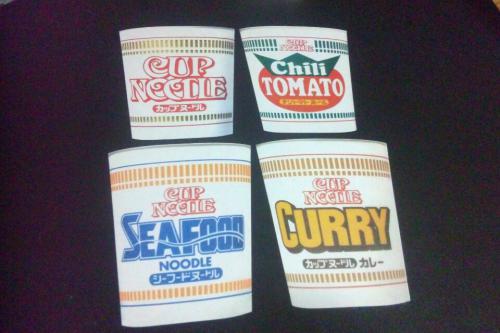 CUP
NOODLE
カップヌードル
CUP
NOODLE
Chili
TOMATO
CUP
NOODLE
SEAFOOD
NOODLE
シーフードヌードル
CUP
NOODLE
CURRY
カップヌードル カレー